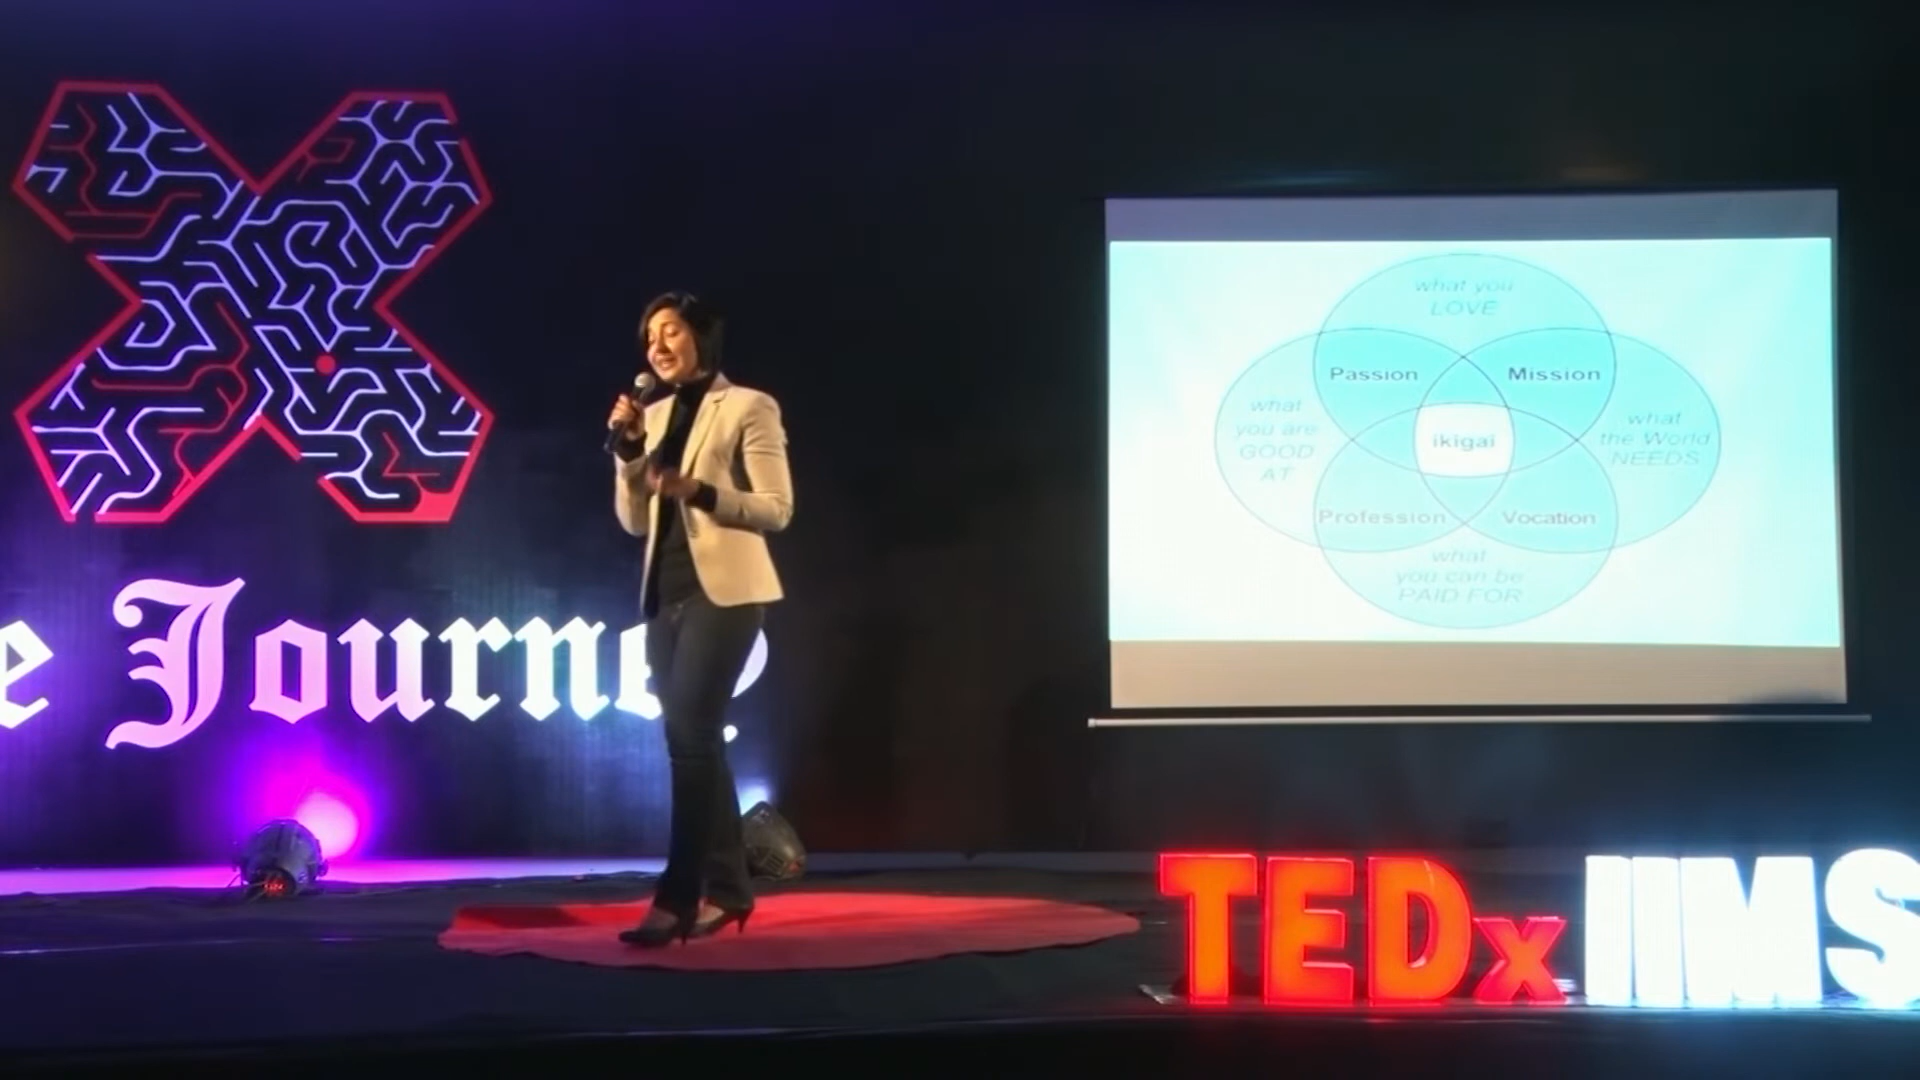 e Journey
what you
LOVE
Passion
Mission
what
you are
GOOD
AT
ikigai
what
the World
NEEDS
Profession
Vocation
what
you can be
PAID FOR
TEDx IIMS